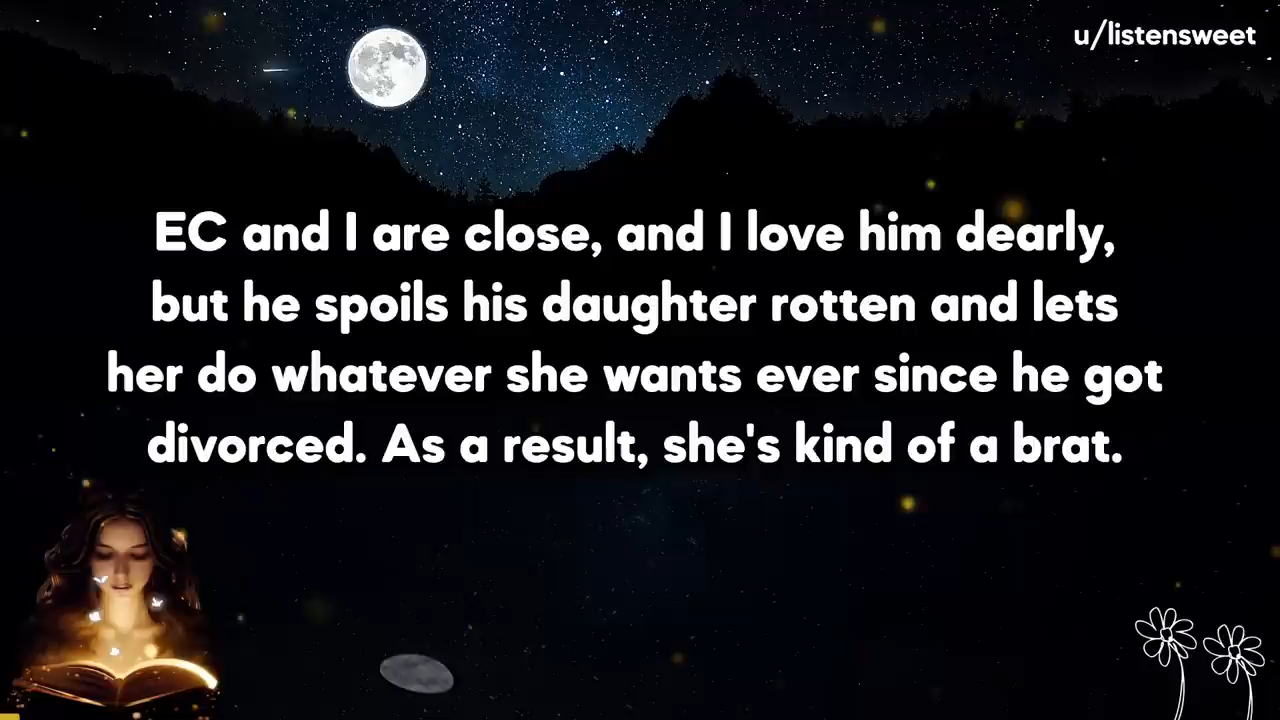 u/listensweet
EC and I are close, and I love him dearly,
but he spoils his daughter rotten and lets
her do whatever she wants ever since he got
divorced. As a result, she's kind of a brat.